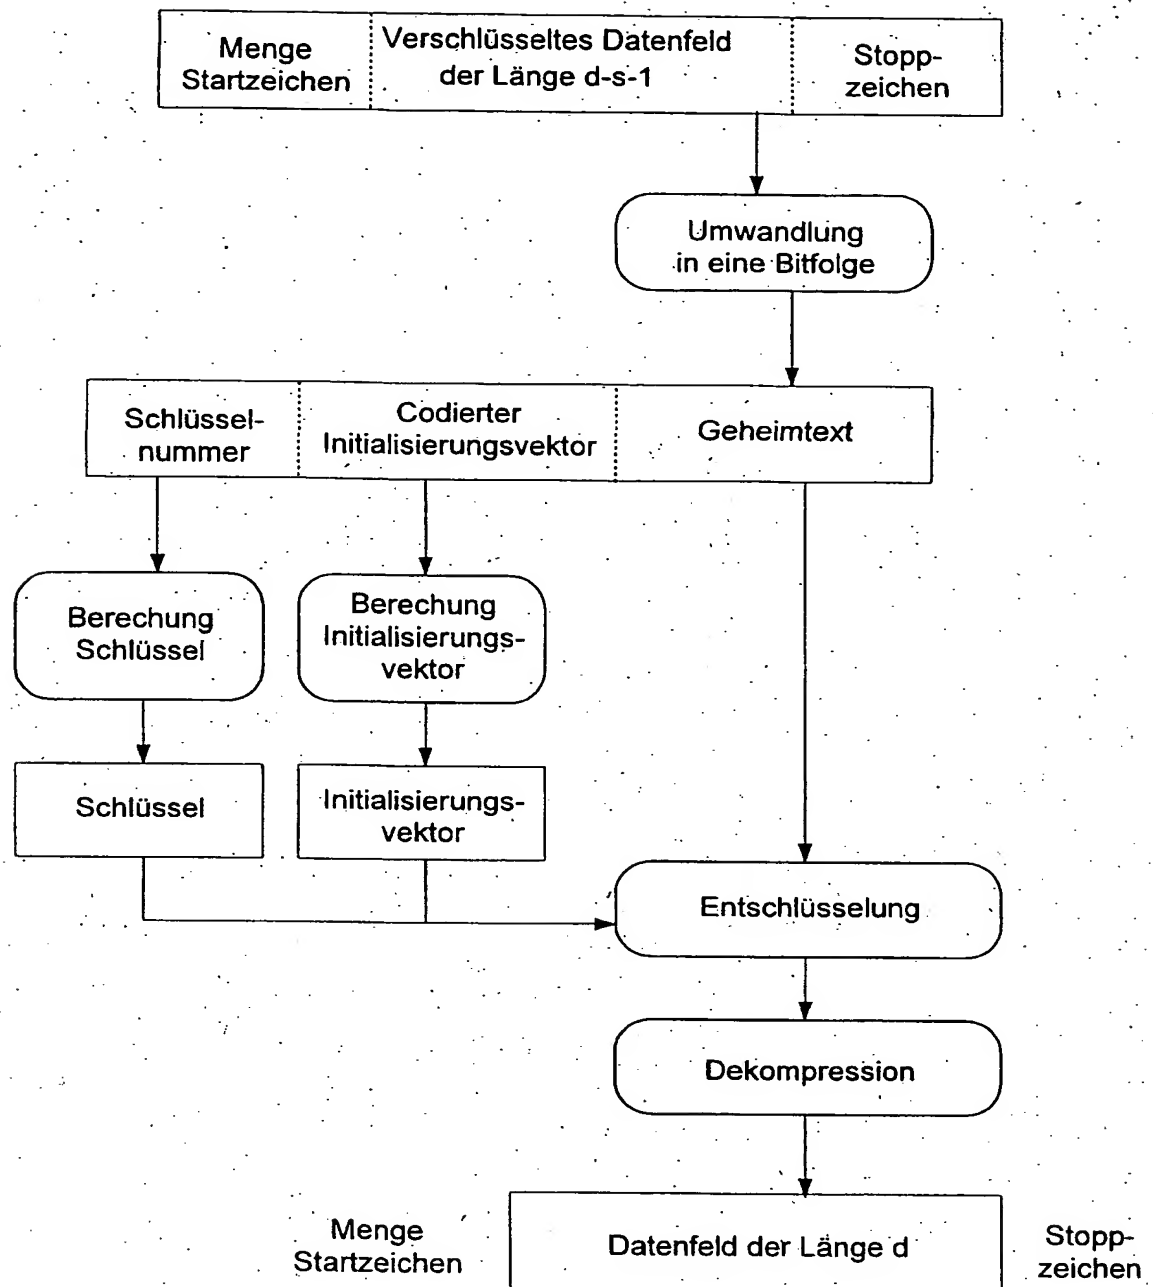 Menge
Startzeichen
Verschlüsseltes Datenfeld
der Länge d-s-1
Stopp-
zeichen
Umwandlung
in eine Bitfolge
Schlüssel-
nummer
Codierter
Initialisierungsvektor
Geheimtext
Berechung
Schlüssel
Berechung
Initialisierungs-
vektor
Schlüssel
Initialisierungs-
vektor
Entschlüsselung
Dekompression
Menge
Startzeichen
Datenfeld der Länge d
Stopp-
zeichen